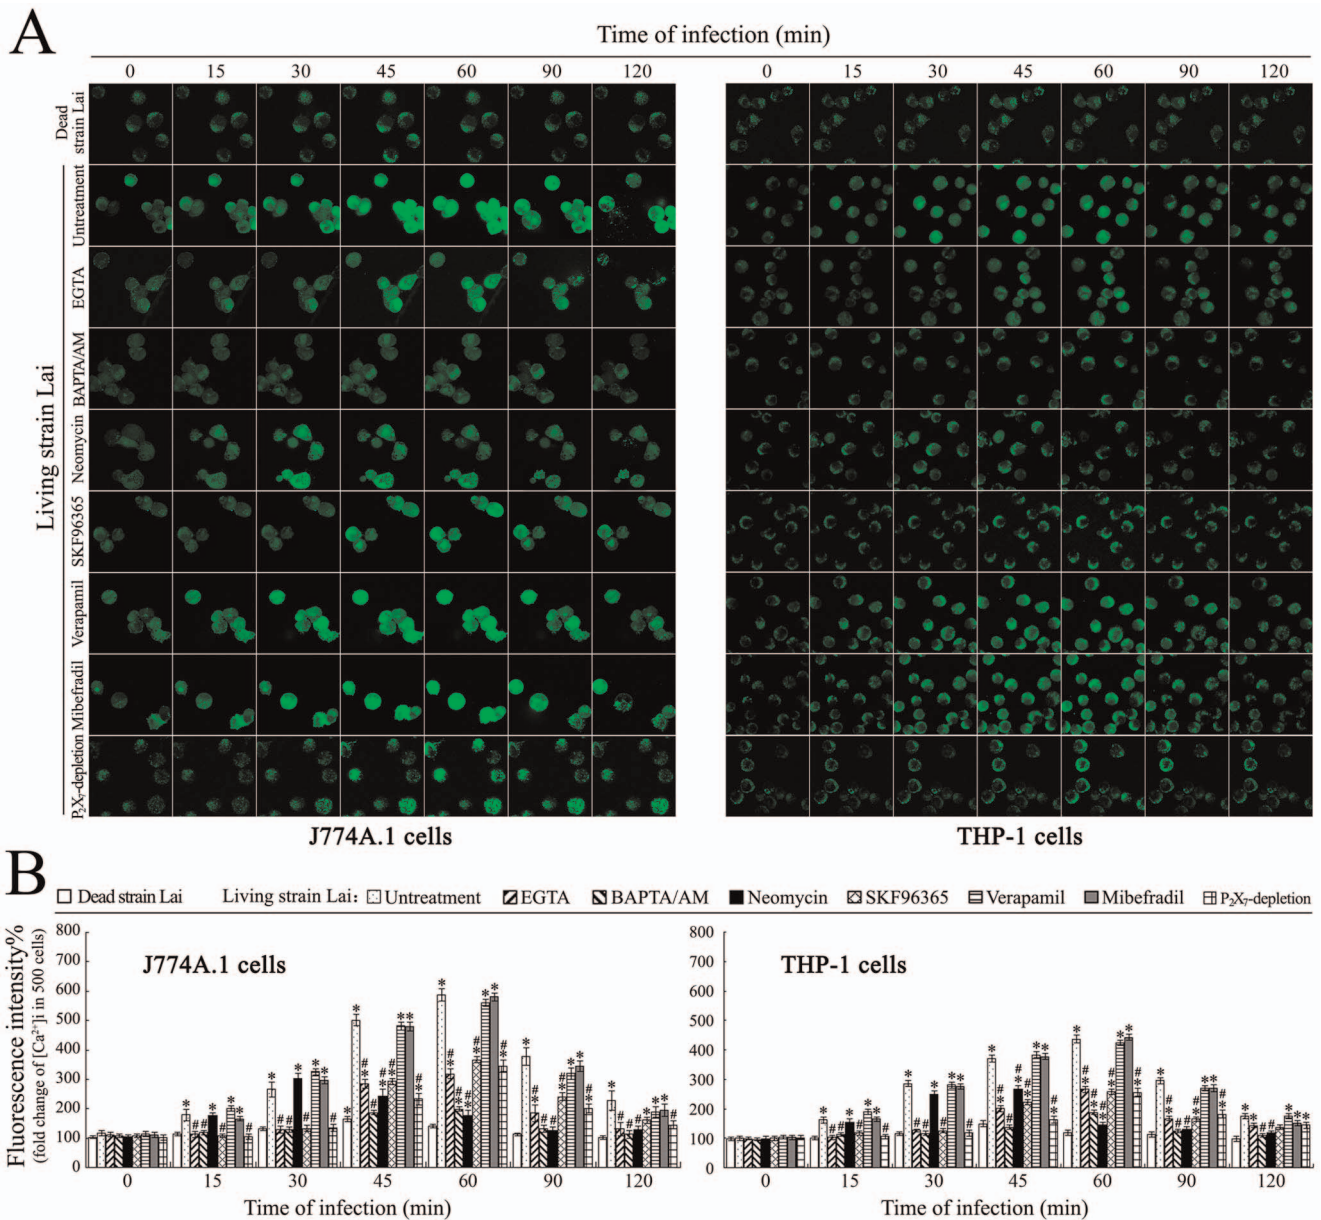 A
Time of infection (min)
0 15 30 45 60 90 120
0 15 30 45 60 90 120
Dead
strain Lai
Living strain Lai
Untreatment
EGTA
BAPTA/AM
Neomycin
SKF96365
Verapamil
Mibefradil
P₂X₇-depletion
J774A.1 cells
THP-1 cells
B
Dead strain Lai Living strain Lai: Untreatment EGTA BAPTA/AM Neomycin SKF96365 Verapamil Mibefradil P₂X₇-depletion
Fluorescence intensity%
(fold change of [Ca²⁺]i in 500 cells)
J774A.1 cells
800
700
600
500
400
300
200
100
0
0 15 30 45 60 90 120
Time of infection (min)
THP-1 cells
800
700
600
500
400
300
200
100
0
0 15 30 45 60 90 120
Time of infection (min)